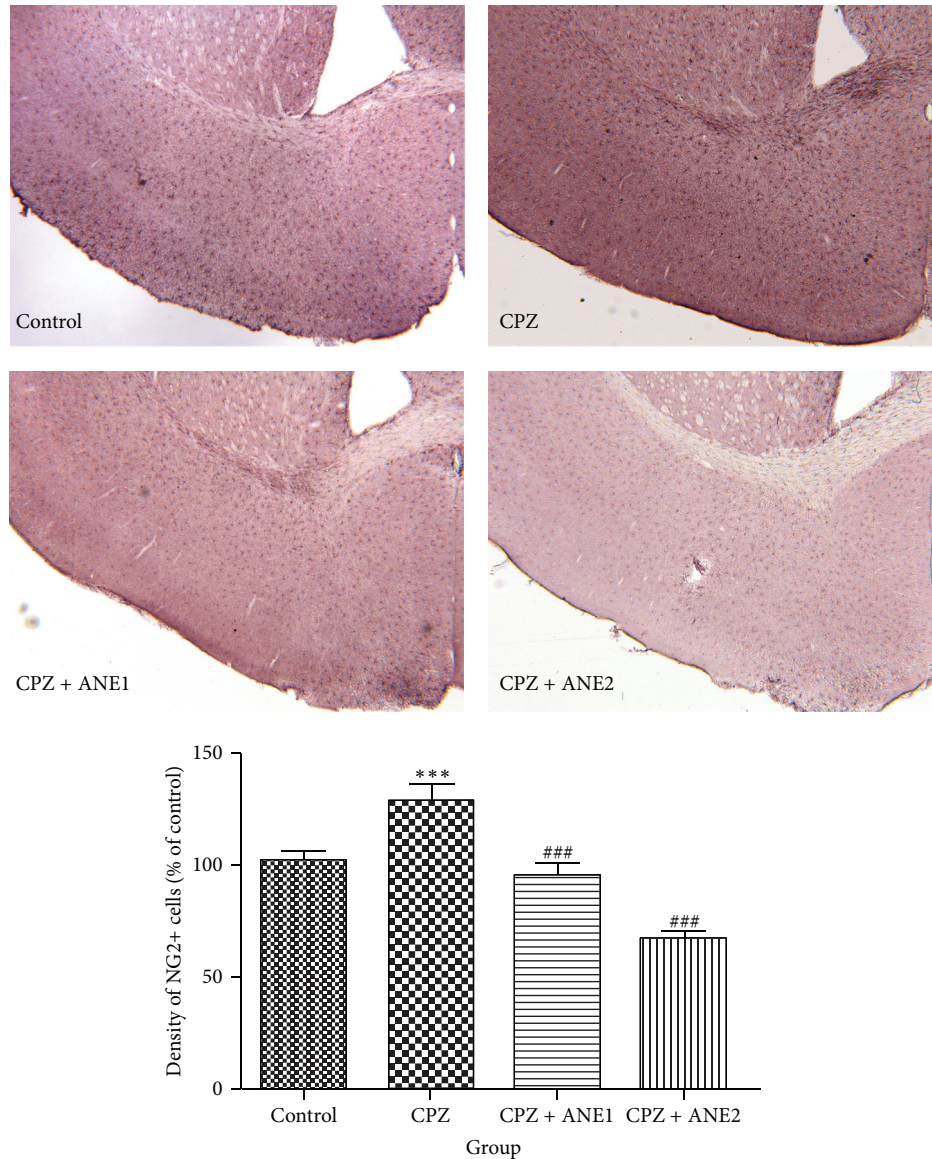 Control
CPZ
CPZ + ANE1
CPZ + ANE2
Density of NG2+ cells (% of control)
150
100
50
0
***
###
###
Control
CPZ
CPZ + ANE1
CPZ + ANE2
Group